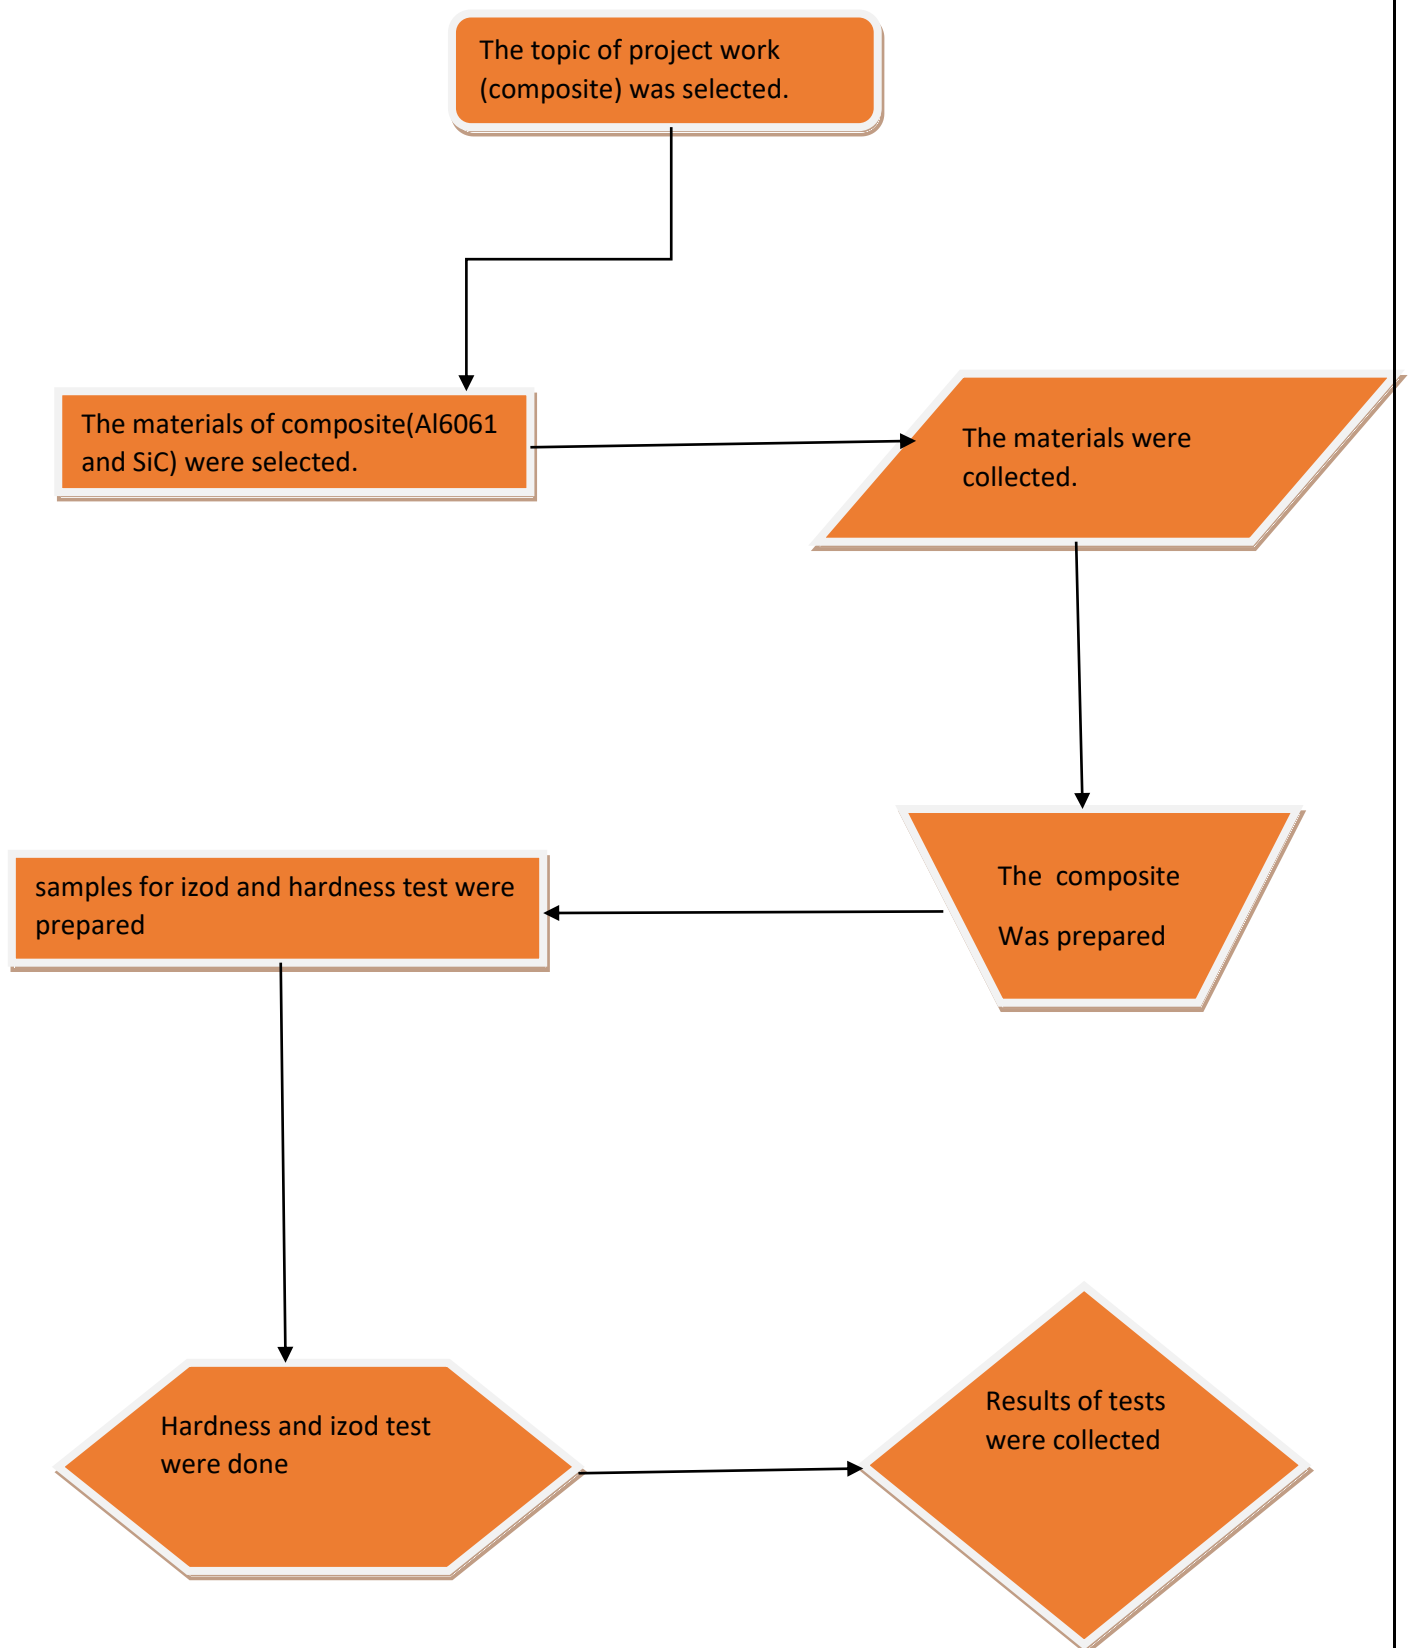 The topic of project work
(composite) was selected.
The materials of composite(Al6061
and SiC) were selected.
The materials were
collected.
The  composite
Was prepared
samples for izod and hardness test were
prepared
Hardness and izod test
were done
Results of tests
were collected